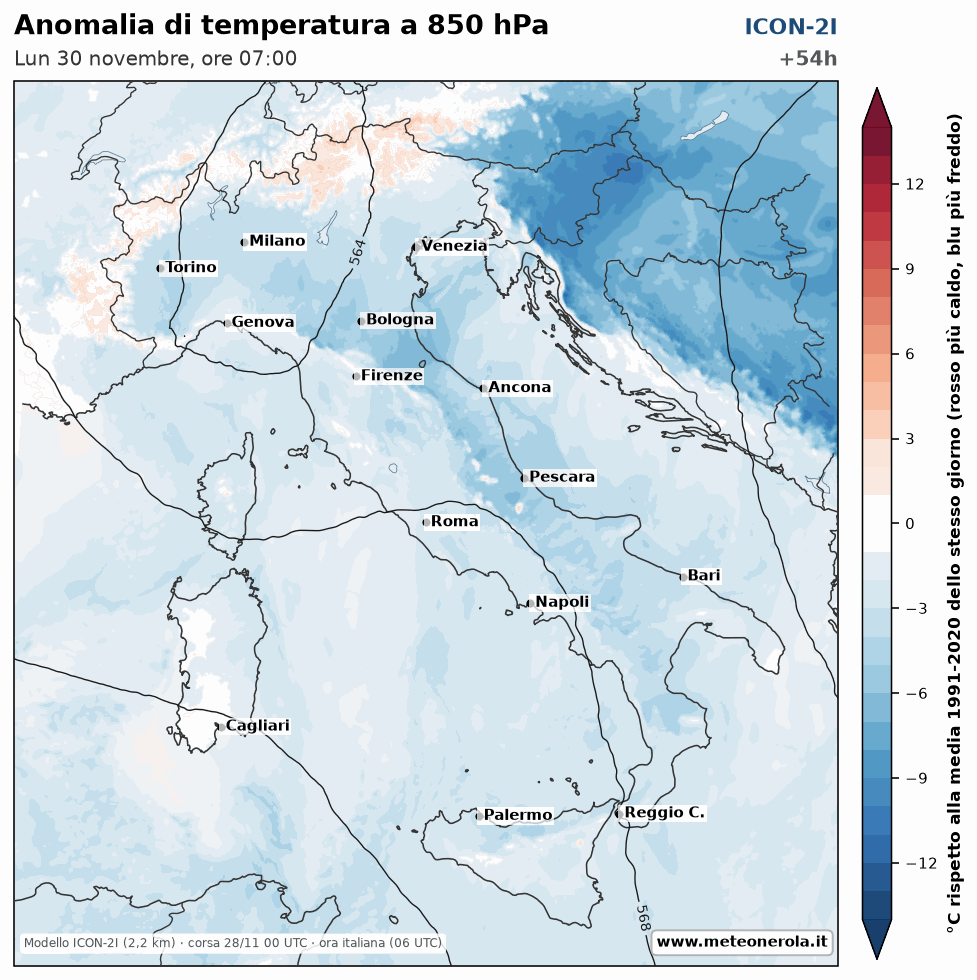 Anomalia di temperatura a 850 hPa
ICON-2I
Lun 30 novembre, ore 07:00
+54h
564
Milano
Venezia
Torino
Genova
Bologna
Firenze
Ancona
Pescara
Roma
Bari
Napoli
Cagliari
Palermo
Reggio C.
568
12
9
6
3
0
−3
−6
−9
−12
°C rispetto alla media 1991-2020 dello stesso giorno (rosso più caldo, blu più freddo)
Modello ICON-2I (2,2 km) · corsa 28/11 00 UTC · ora italiana (06 UTC)
www.meteonerola.it